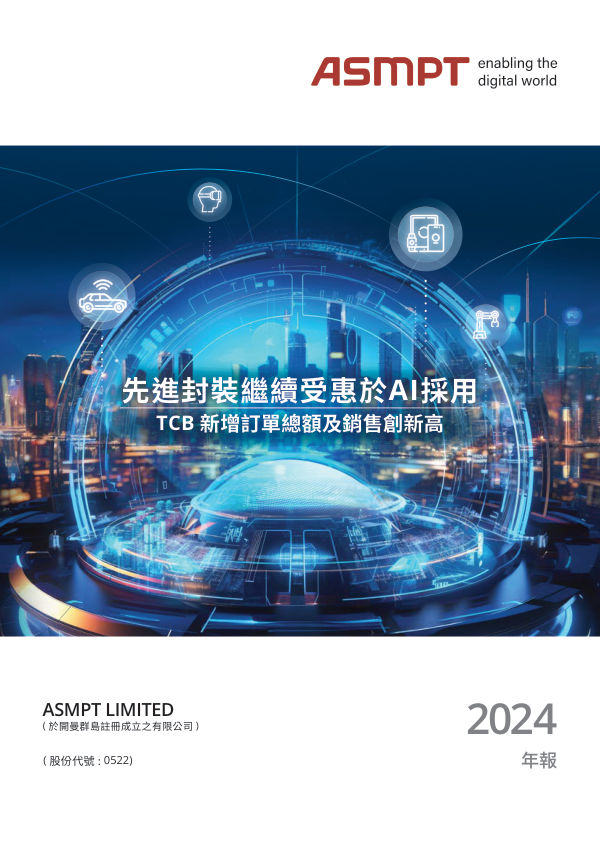 ASMPT
enabling the
digital world
先進封裝繼續受惠於AI採用
TCB 新增訂單總額及銷售創新高
ASMPT LIMITED
( 於開曼群島註冊成立之有限公司 )
( 股份代號 : 0522)
2024
年報